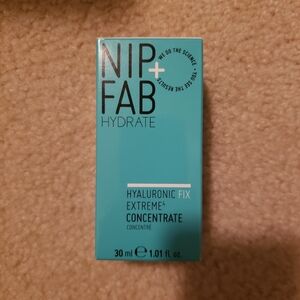 NIP+
FAB
HYDRATE
WE DO THE SCIENCE • YOU SEE THE RESULTS •
HYALURONIC FIX
EXTREME⁴
CONCENTRATE
CONCENTRÉ
30 ml ℮ 1.01 fl. oz.